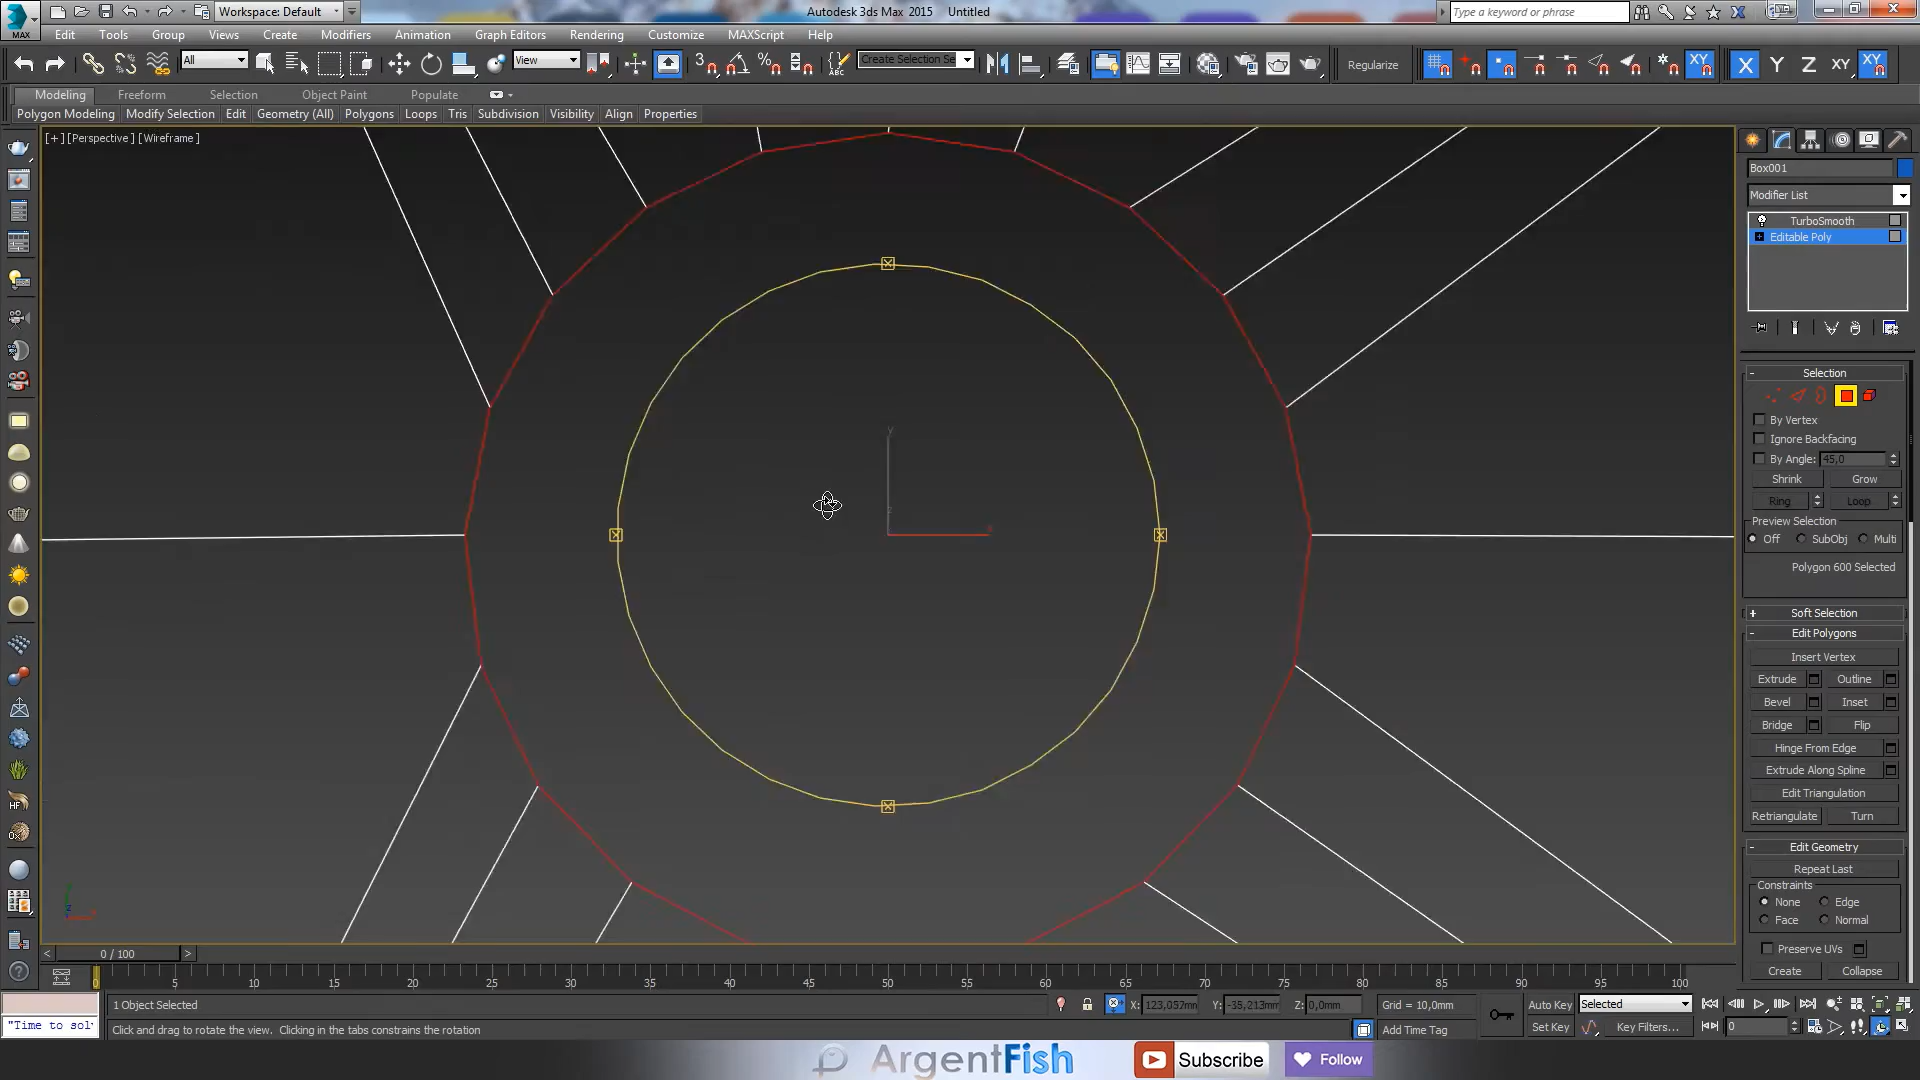 Workspace: Default
Autodesk 3ds Max 2015 Untitled
Type a keyword or phrase
MAX
Edit Tools Group Views Create Modifiers Animation Graph Editors Rendering Customize MAXScript Help
All
View
Create Selection Se
Regularize
X Y Z XY XY
Modeling Freeform Selection Object Paint Populate
Polygon Modeling Modify Selection Edit Geometry (All) Polygons Loops Tris Subdivision Visibility Align Properties
[+] [Perspective] [Wireframe]
Box001
Modifier List
TurboSmooth
Editable Poly
Selection
By Vertex
Ignore Backfacing
By Angle: 45,0
Shrink Grow
Ring Loop
Preview Selection
Off SubObj Multi
Polygon 600 Selected
Soft Selection
Edit Polygons
Insert Vertex
Extrude Outline
Bevel Inset
Bridge Flip
Hinge From Edge
Extrude Along Spline
Edit Triangulation
Retriangulate Turn
Edit Geometry
Repeat Last
Constraints
None Edge
Face Normal
Preserve UVs
Create Collapse
0 / 100
0 5 10 15 20 25 30 35 40 45 50 55 60 65 70 75 80 85 90 95 100
1 Object Selected
X: 123,057mm Y: -35,213mm Z: 0,0mm Grid = 10,0mm
Auto Key Selected
"Time to sol
Click and drag to rotate the view. Clicking in the tabs constrains the rotation
Add Time Tag
Set Key Key Filters... 0
ArgentFish
Subscribe
Follow